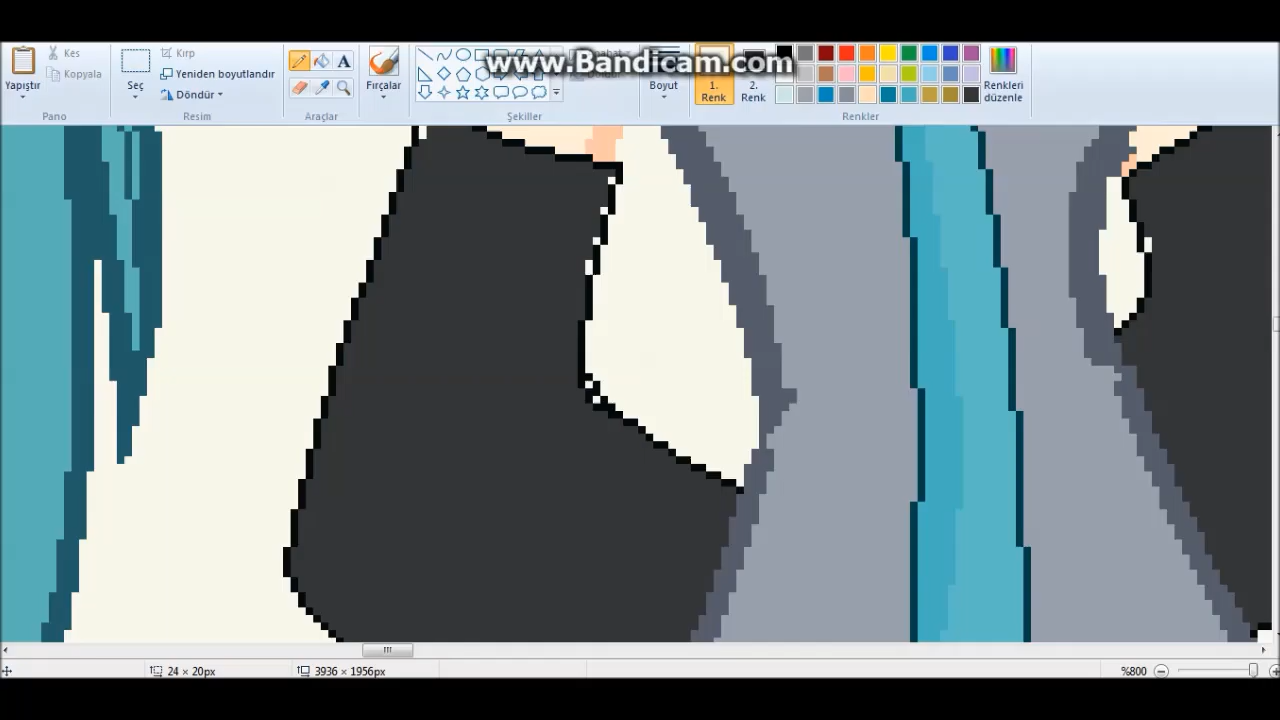 www.Bandicam.com
Kes
Kopyala
Yapıştır
Pano
Kırp
Yeniden boyutlandır
Döndür
Seç
Resim
A
Araçlar
Fırçalar
Şekiller
Boyut
1.
Renk
2.
Renk
Renkler
Renkleri
düzenle
24 × 20px
3936 × 1956px
%800